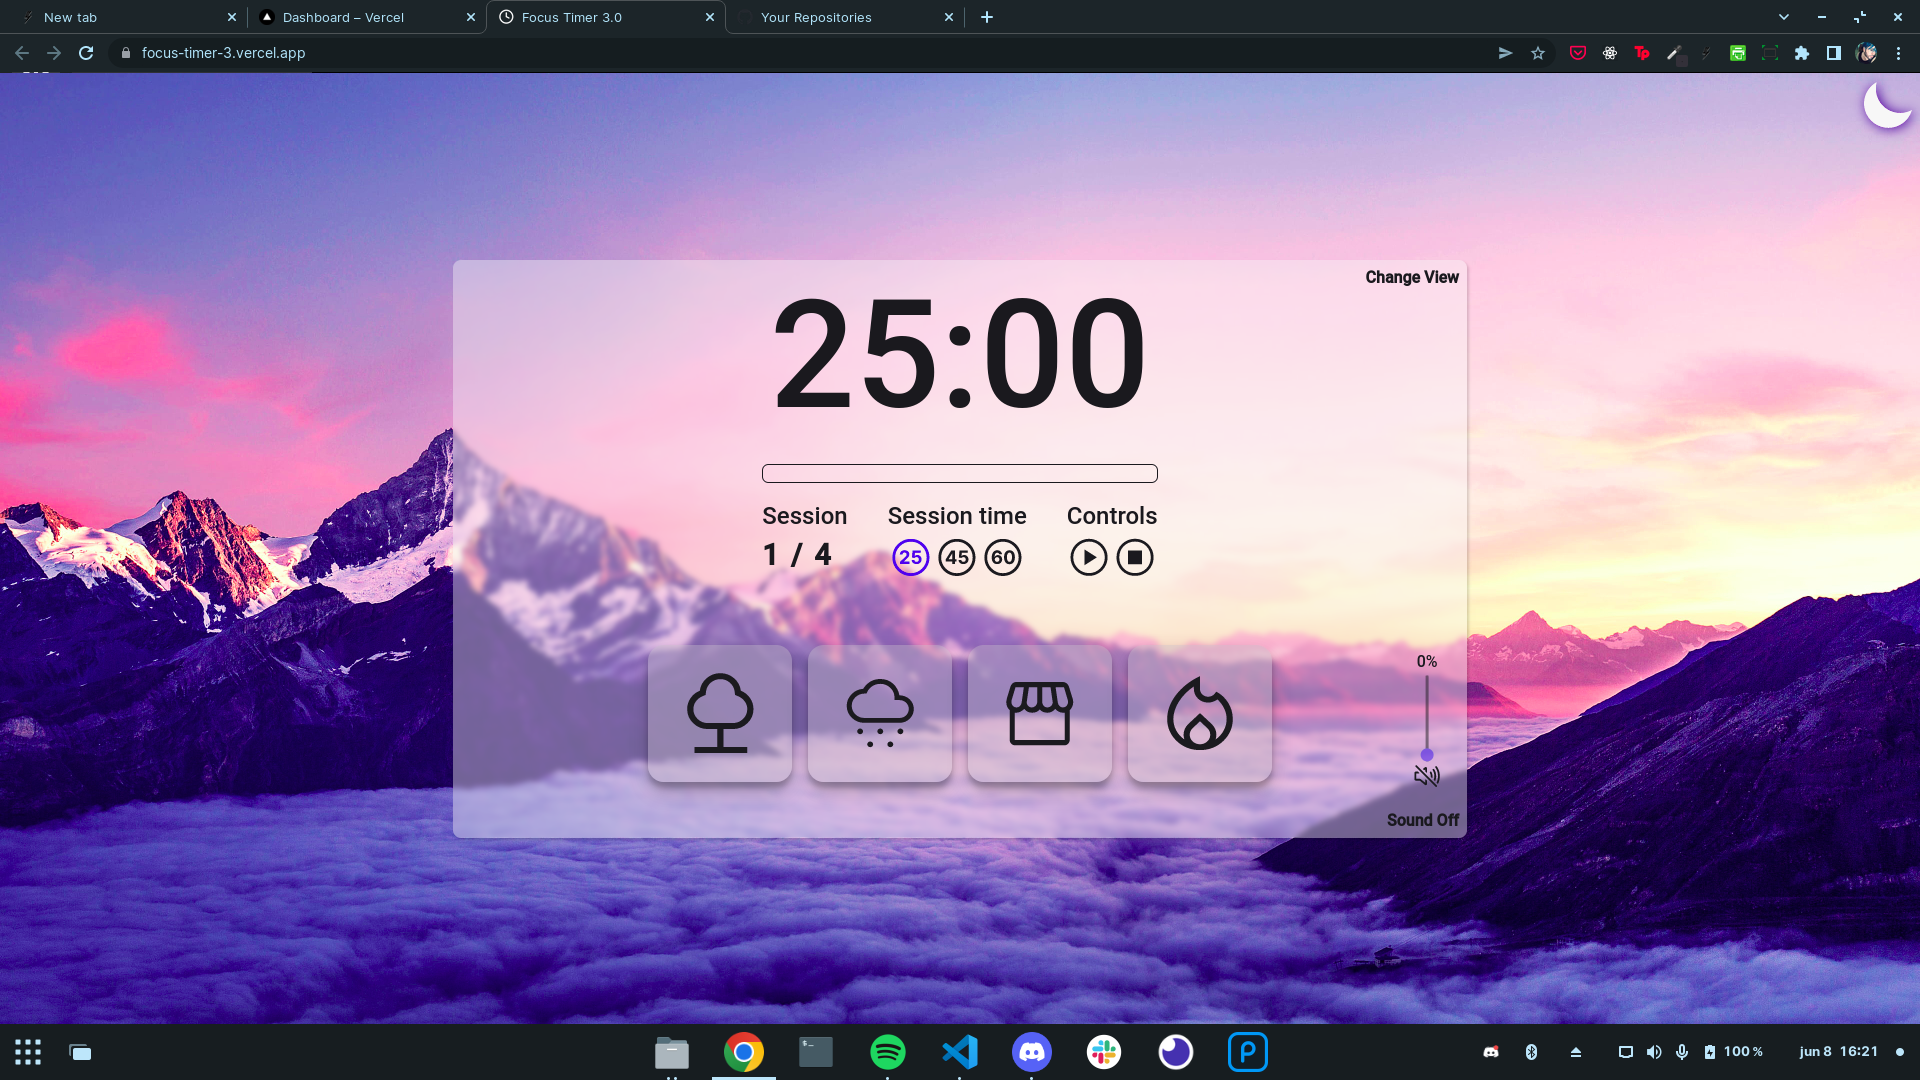 New tab
Dashboard – Vercel
Focus Timer 3.0
Your Repositories
focus-timer-3.vercel.app
Change View
25:00
Session
Session time
Controls
1 / 4
25 45 60
0%
Sound Off
100 %
jun 8 16:21